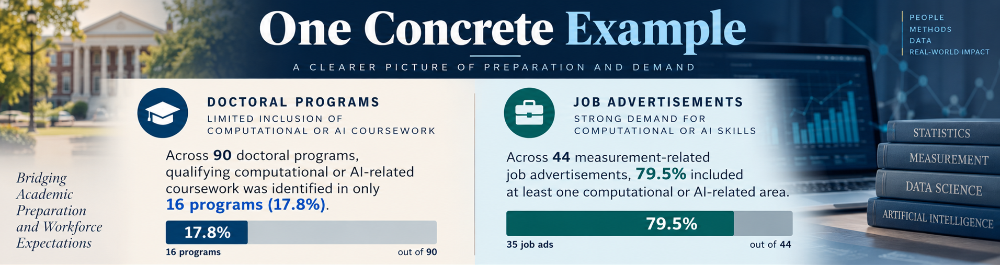 One Concrete Example
A CLEARER PICTURE OF PREPARATION AND DEMAND
PEOPLE
METHODS
DATA
REAL-WORLD IMPACT
Bridging
Academic
Preparation
and Workforce
Expectations
DOCTORAL PROGRAMS
LIMITED INCLUSION OF
COMPUTATIONAL OR AI COURSEWORK
Across 90 doctoral programs,
qualifying computational or AI-related
coursework was identified in only
16 programs (17.8%).
17.8%
16 programs
out of 90
JOB ADVERTISEMENTS
STRONG DEMAND FOR
COMPUTATIONAL OR AI SKILLS
Across 44 measurement-related
job advertisements, 79.5% included
at least one computational or AI-related area.
79.5%
35 job ads
out of 44
STATISTICS
MEASUREMENT
DATA SCIENCE
ARTIFICIAL INTELLIGENCE